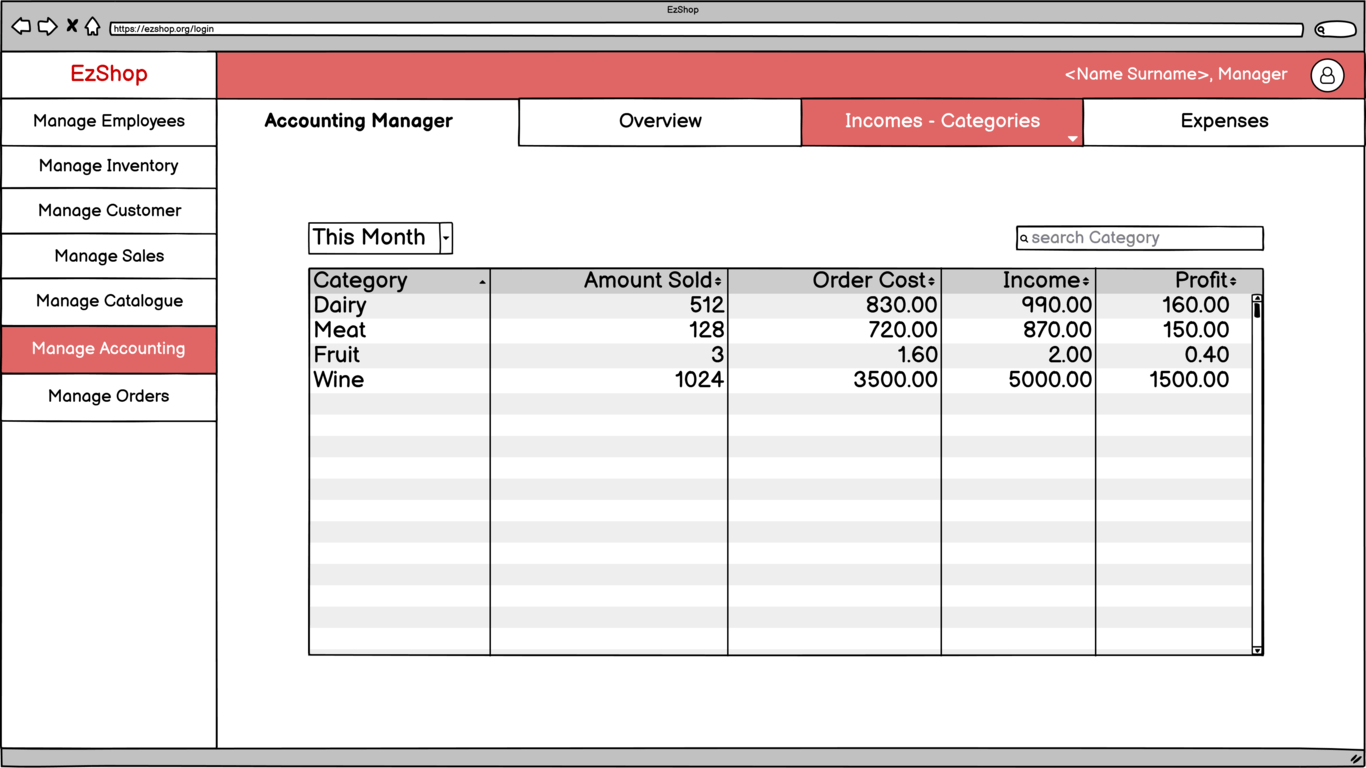 EzShop
https://ezshop.org/login
EzShop
<Name Surname>, Manager
Manage Employees
Manage Inventory
Manage Customer
Manage Sales
Manage Catalogue
Manage Accounting
Manage Orders
Accounting Manager
Overview
Incomes - Categories
Expenses
This Month
search Category
Category Amount Sold Order Cost Income Profit
Dairy 512 830.00 990.00 160.00
Meat 128 720.00 870.00 150.00
Fruit 3 1.60 2.00 0.40
Wine 1024 3500.00 5000.00 1500.00